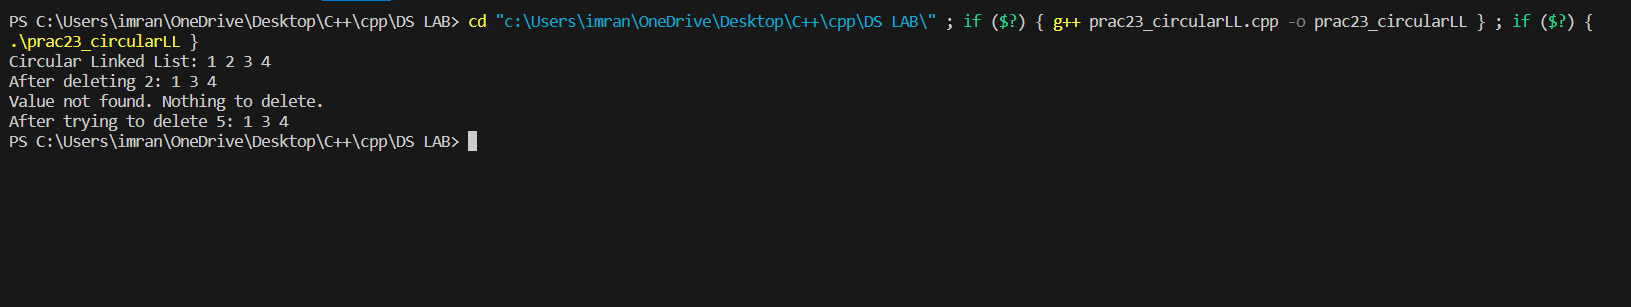 PS C:\Users\imran\OneDrive\Desktop\C++\cpp\DS LAB> cd "c:\Users\imran\OneDrive\Desktop\C++\cpp\DS LAB\" ; if ($?) { g++ prac23_circularLL.cpp -o prac23_circularLL } ; if ($?) {
.\prac23_circularLL }
Circular Linked List: 1 2 3 4
After deleting 2: 1 3 4
Value not found. Nothing to delete.
After trying to delete 5: 1 3 4
PS C:\Users\imran\OneDrive\Desktop\C++\cpp\DS LAB>